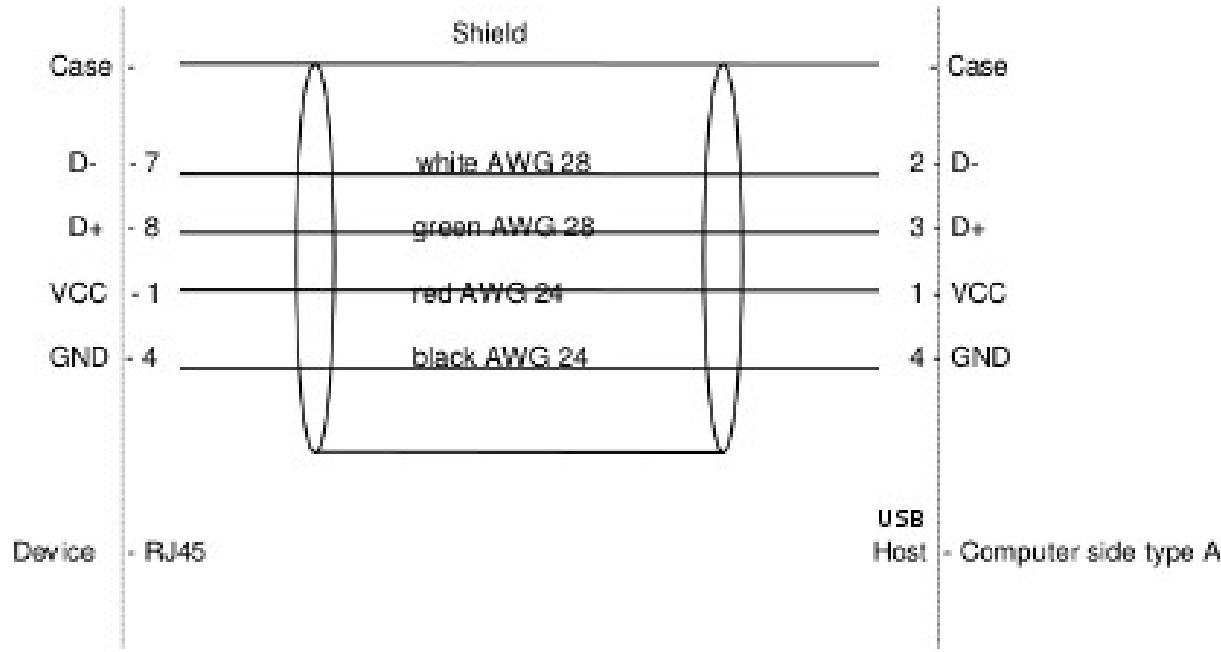 Shield
Case - - Case
D- - 7 white AWG 28 2 - D-
D+ - 8 green AWG 28 3 - D+
VCC - 1 red AWG 24 1 - VCC
GND - 4 black AWG 24 4 - GND
USB
Device - RJ45 Host - Computer side type A